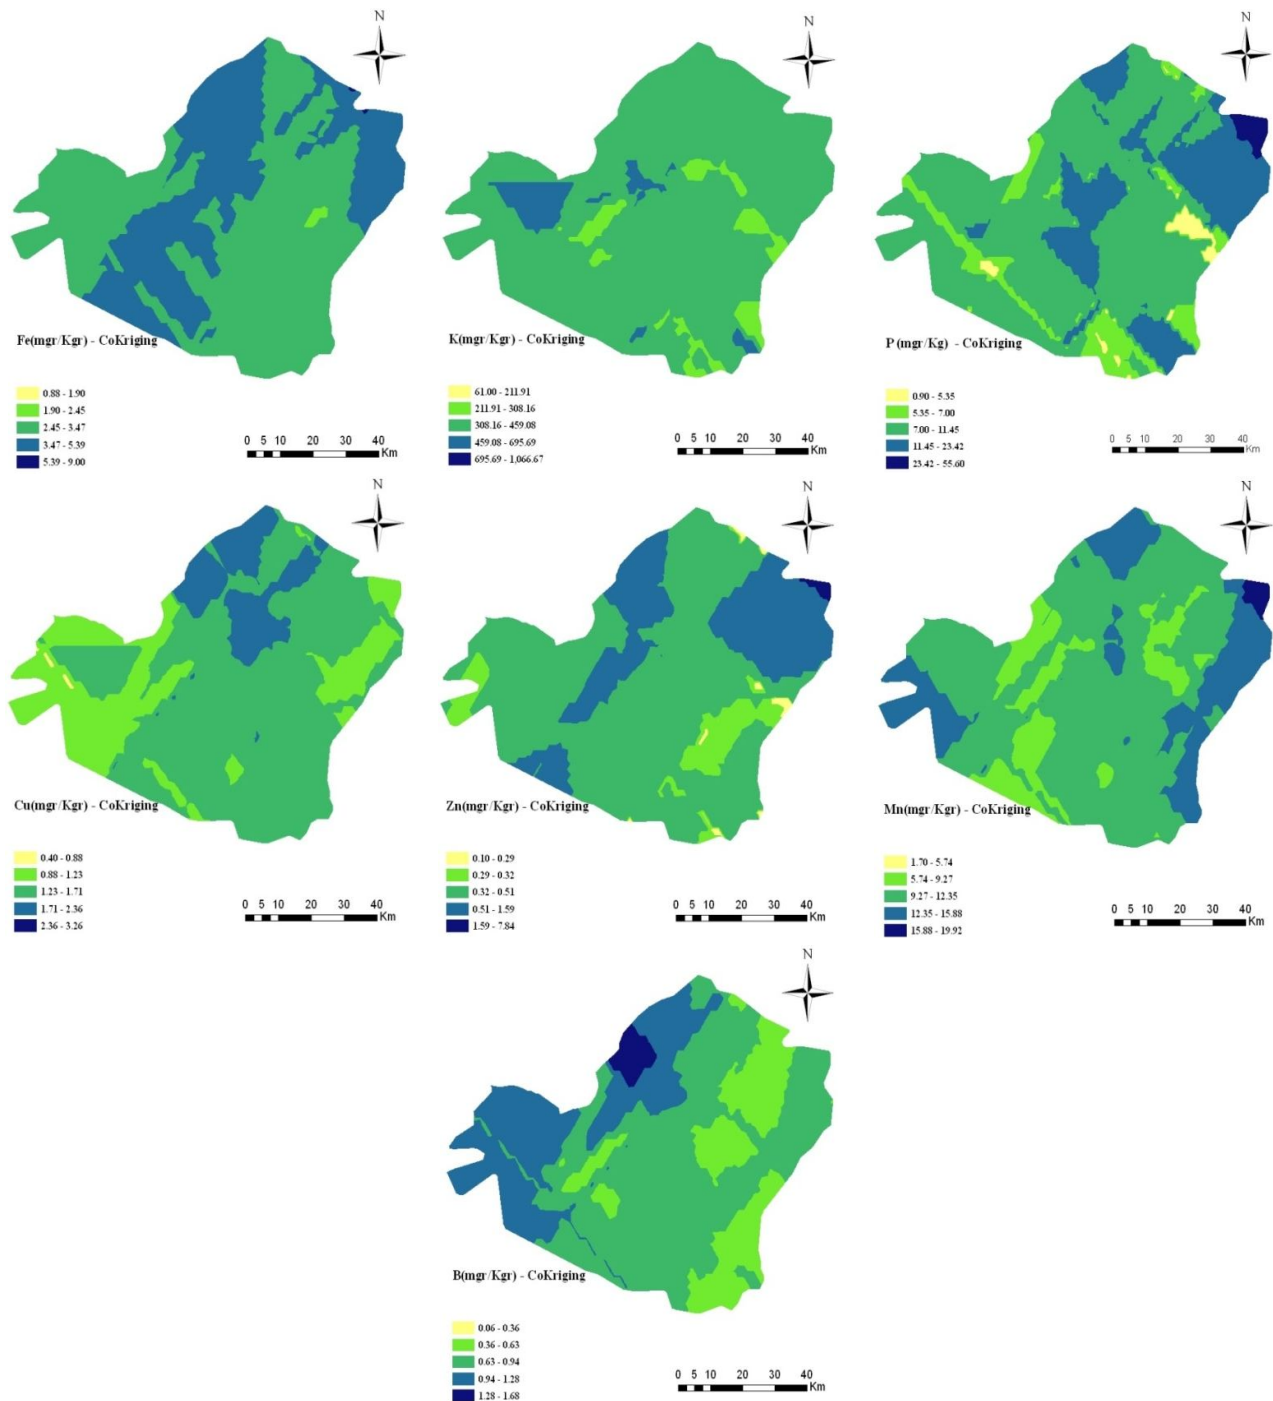 N
Fe(mgr/Kgr) - CoKriging
0.88 - 1.90
1.90 - 2.45
2.45 - 3.47
3.47 - 5.39
5.39 - 9.00
0 5 10 20 30 40
Km
N
K(mgr/Kgr) - CoKriging
61.00 - 211.91
211.91 - 308.16
308.16 - 459.08
459.08 - 695.69
695.69 - 1,066.67
0 5 10 20 30 40
Km
N
P (mgr/Kg) - CoKriging
0.90 - 5.35
5.35 - 7.00
7.00 - 11.45
11.45 - 23.42
23.42 - 55.60
0 5 10 20 30 40
Km
N
Cu(mgr/Kgr) - CoKriging
0.40 - 0.88
0.88 - 1.23
1.23 - 1.71
1.71 - 2.36
2.36 - 3.26
0 5 10 20 30 40
Km
N
Zn(mgr/Kgr) - CoKriging
0.10 - 0.29
0.29 - 0.32
0.32 - 0.51
0.51 - 1.59
1.59 - 7.84
0 5 10 20 30 40
Km
N
Mn(mgr/Kgr) - CoKriging
1.70 - 5.74
5.74 - 9.27
9.27 - 12.35
12.35 - 15.88
15.88 - 19.92
0 5 10 20 30 40
Km
N
B(mgr/Kgr) - CoKriging
0.06 - 0.36
0.36 - 0.63
0.63 - 0.94
0.94 - 1.28
1.28 - 1.68
0 5 10 20 30 40
Km